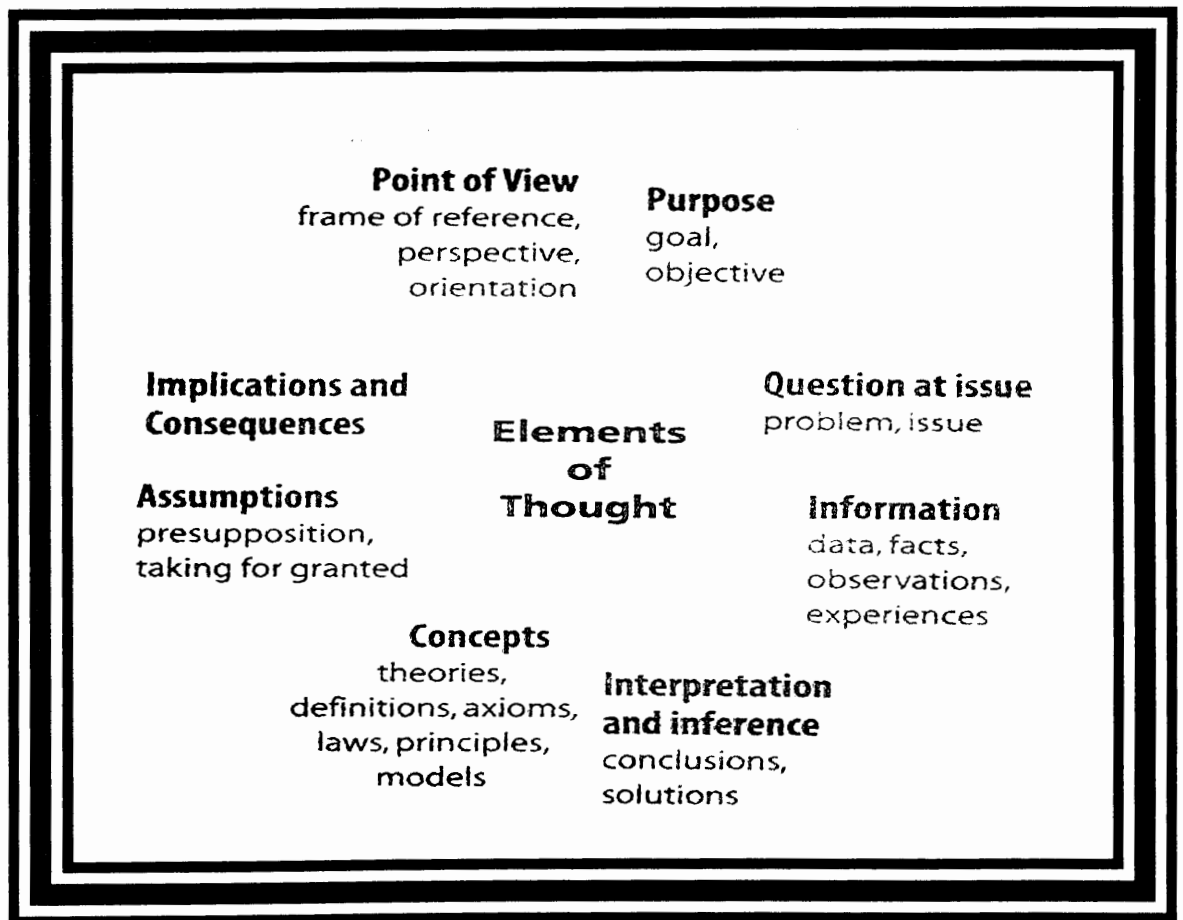 Point of View
frame of reference,
perspective,
orientation
Purpose
goal,
objective
Implications and
Consequences
Elements
of
Thought
Question at issue
problem, issue
Assumptions
presupposition,
taking for granted
Information
data, facts,
observations,
experiences
Concepts
theories,
definitions, axioms,
laws, principles,
models
Interpretation
and inference
conclusions,
solutions